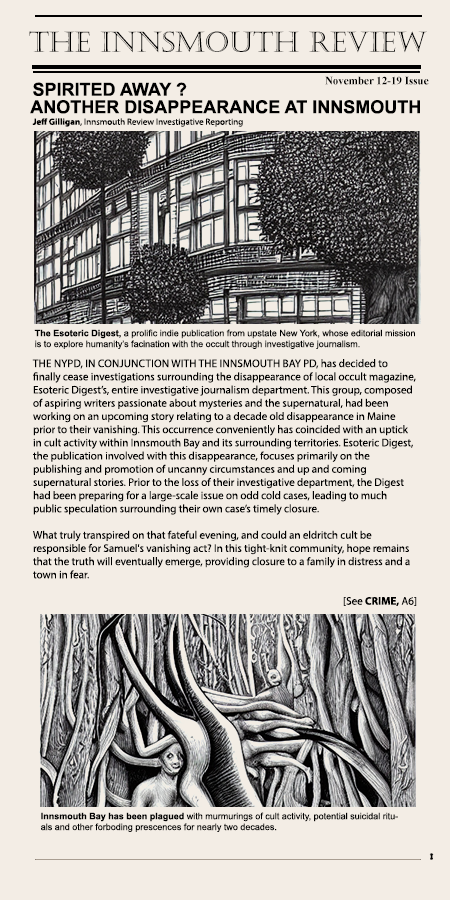 THE INNSMOUTH REVIEW
November 12-19 Issue
SPIRITED AWAY ?
ANOTHER DISAPPEARANCE AT INNSMOUTH
Jeff Gilligan, Innsmouth Review Investigative Reporting
The Esoteric Digest, a prolific indie publication from upstate New York, whose editorial mission
is to explore humanity's facination with the occult through investigative journalism.
THE NYPD, IN CONJUNCTION WITH THE INNSMOUTH BAY PD, has decided to
finally cease investigations surrounding the disappearance of local occult magazine,
Esoteric Digest's, entire investigative journalism department. This group, composed
of aspiring writers passionate about mysteries and the supernatural, had been
working on an upcoming story relating to a decade old disappearance in Maine
prior to their vanishing. This occurrence conveniently has coincided with an uptick
in cult activity within Innsmouth Bay and its surrounding territories. Esoteric Digest,
the publication involved with this disappearance, focuses primarily on the
publishing and promotion of uncanny circumstances and up and coming
supernatural stories. Prior to the loss of their investigative department, the Digest
had been preparing for a large-scale issue on odd cold cases, leading to much
public speculation surrounding their own case's timely closure.
What truly transpired on that fateful evening, and could an eldritch cult be
responsible for Samuel's vanishing act? In this tight-knit community, hope remains
that the truth will eventually emerge, providing closure to a family in distress and a
town in fear.
[See CRIME, A6]
Innsmouth Bay has been plagued with murmurings of cult activity, potential suicidal ritu-
als and other forboding prescences for nearly two decades.